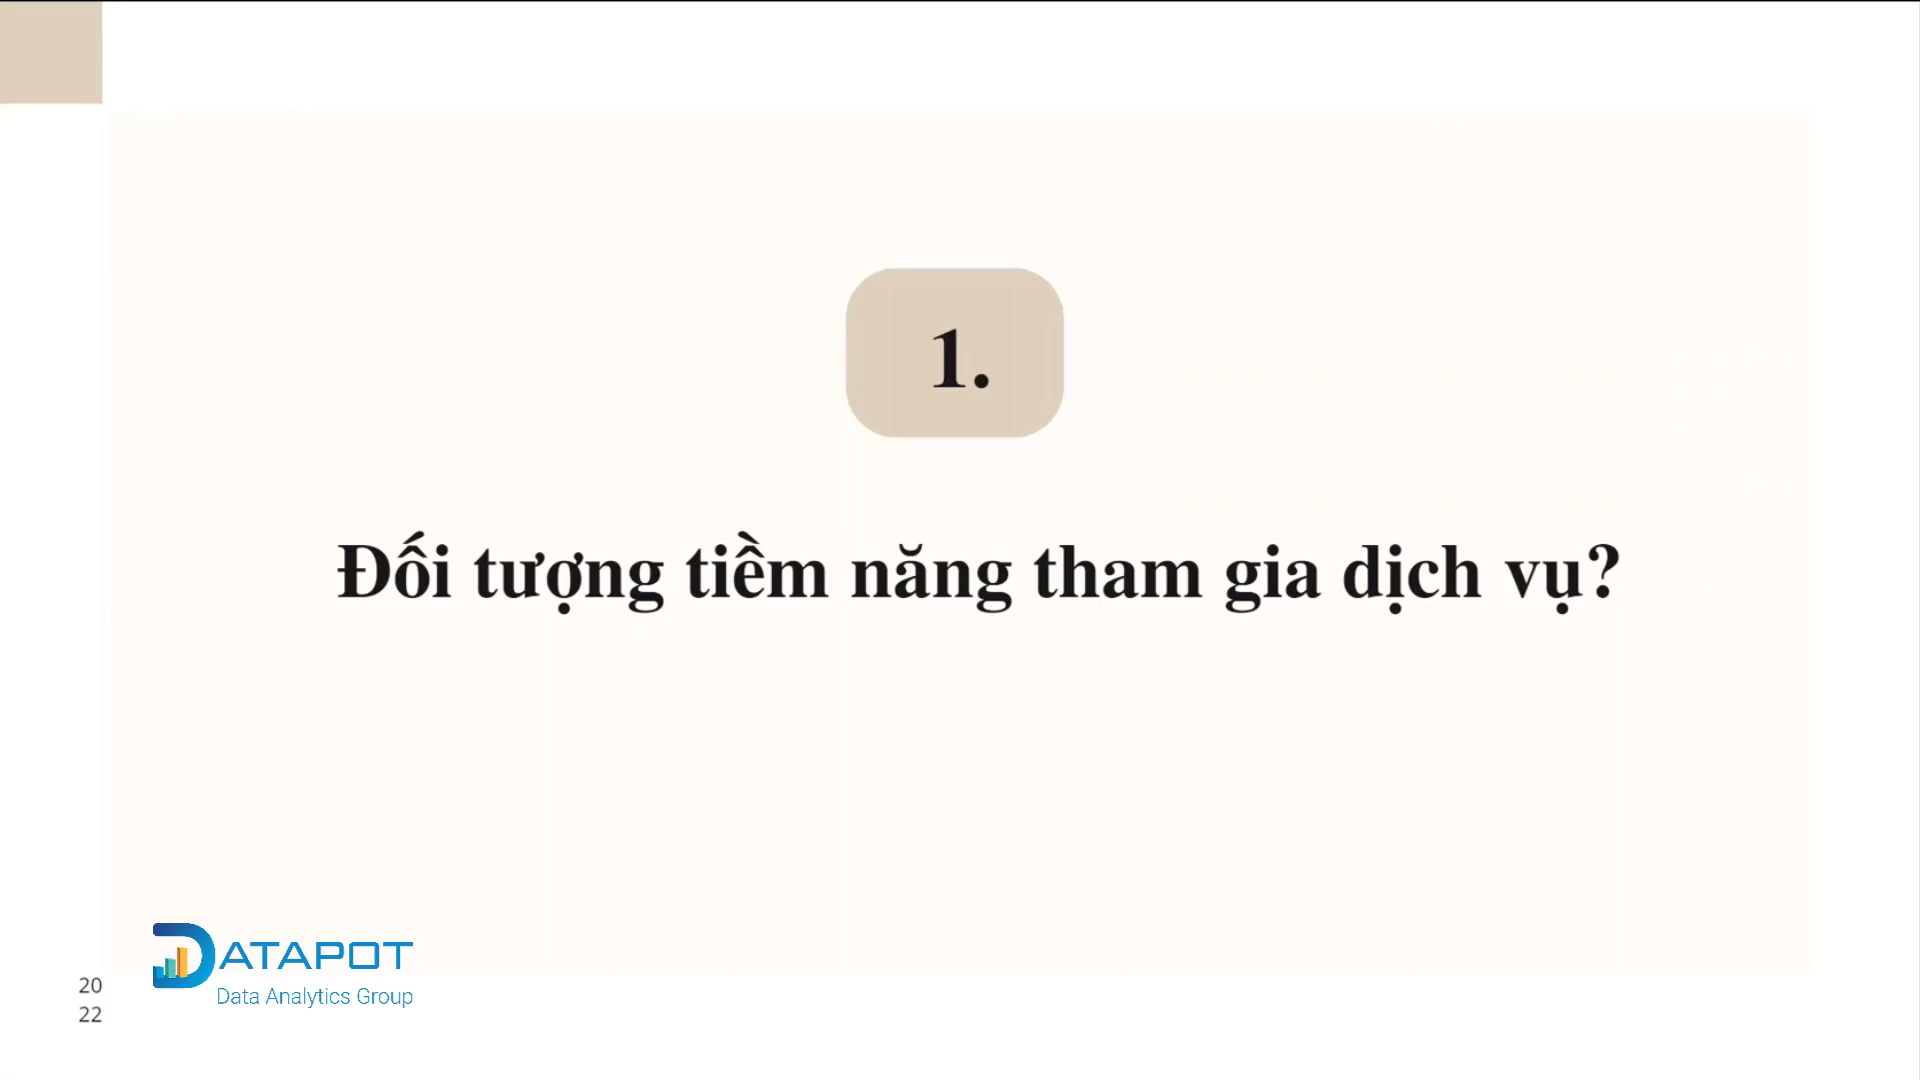 1.
Đối tượng tiềm năng tham gia dịch vụ?
DATAPOT
Data Analytics Group
20
22